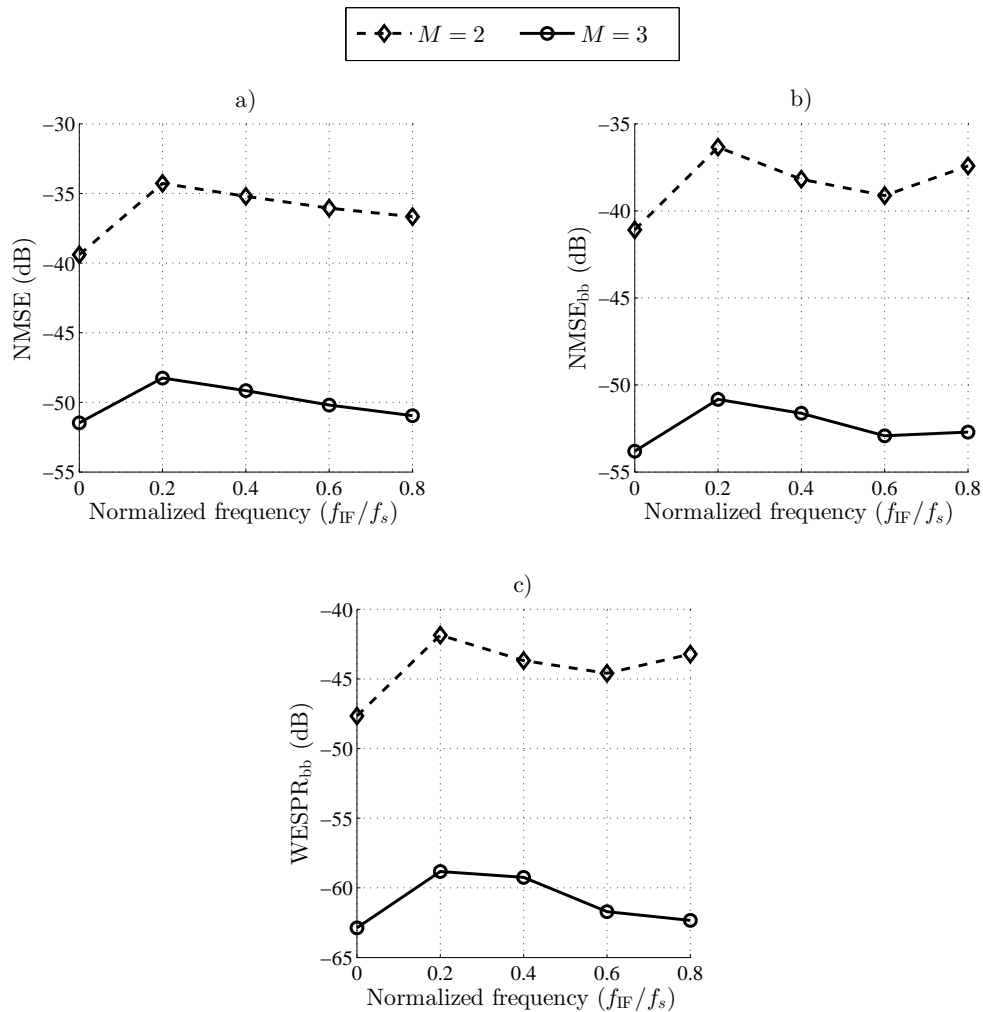 M = 2 M = 3
a)
NMSE (dB)
−30
−35
−40
−45
−50
−55
0 0.2 0.4 0.6 0.8
Normalized frequency (f_IF/f_s)
b)
NMSE_bb (dB)
−35
−40
−45
−50
−55
0 0.2 0.4 0.6 0.8
Normalized frequency (f_IF/f_s)
c)
WESPR_bb (dB)
−40
−45
−50
−55
−60
−65
0 0.2 0.4 0.6 0.8
Normalized frequency (f_IF/f_s)